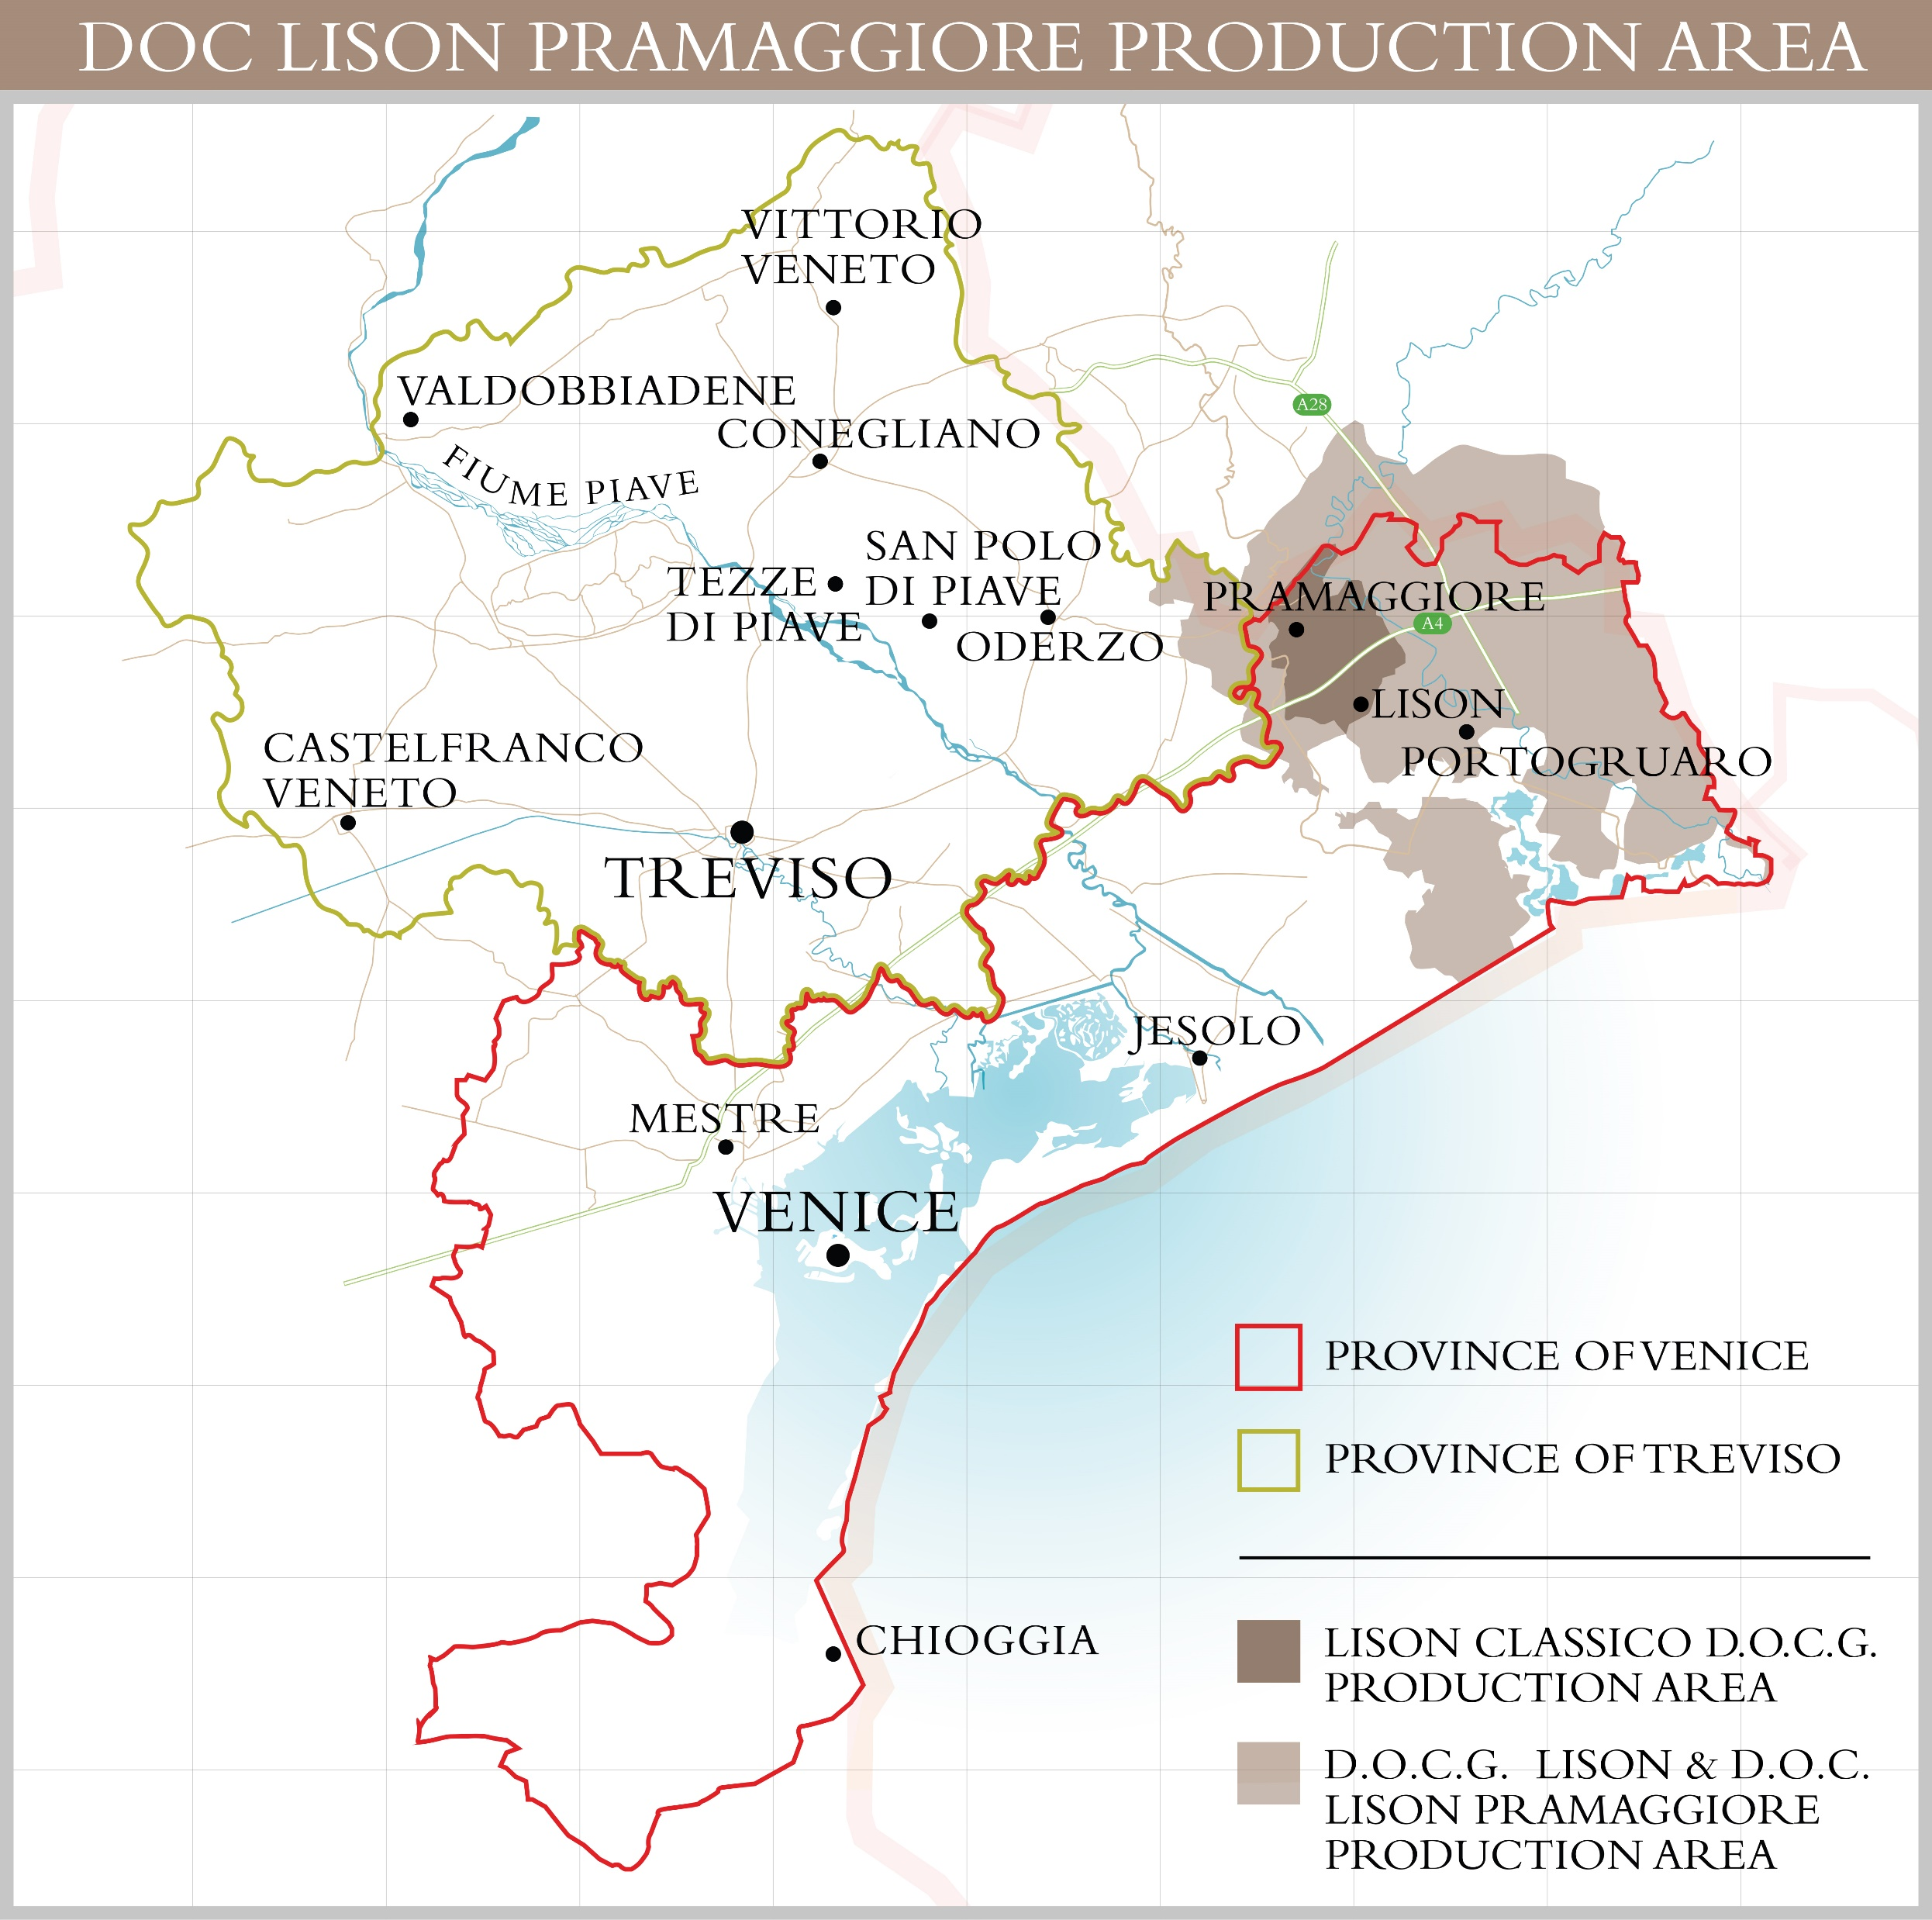 DOC LISON PRAMAGGIORE PRODUCTION AREA
VITTORIO
VENETO
VALDOBBIADENE
CONEGLIANO
A28
FIUME PIAVE
SAN POLO
DI PIAVE
TEZZE
DI PIAVE
ODERZO
PRAMAGGIORE
A4
LISON
PORTOGRUARO
CASTELFRANCO
VENETO
TREVISO
JESOLO
MESTRE
VENICE
CHIOGGIA
PROVINCE OF VENICE
PROVINCE OF TREVISO
LISON CLASSICO D.O.C.G.
PRODUCTION AREA
D.O.C.G. LISON & D.O.C.
LISON PRAMAGGIORE
PRODUCTION AREA